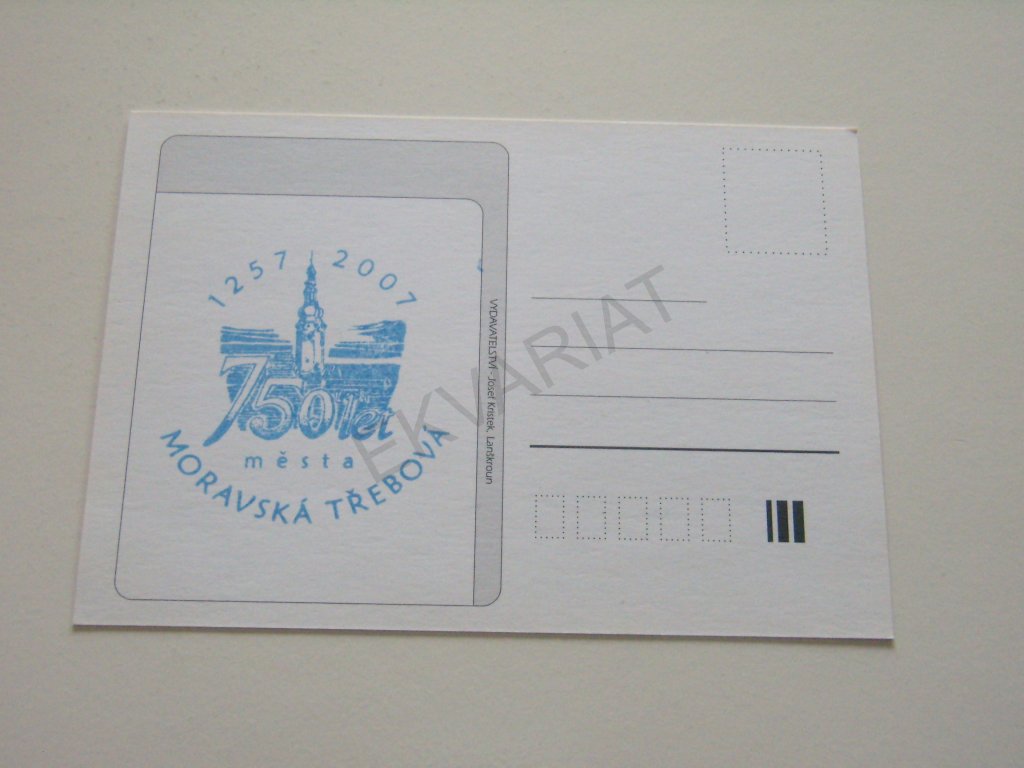 1257 2007
750 let
města
MORAVSKÁ TŘEBOVÁ
VYDAVATELSTVÍ - Josef Kristek, Lanškroun
EKVARIAT